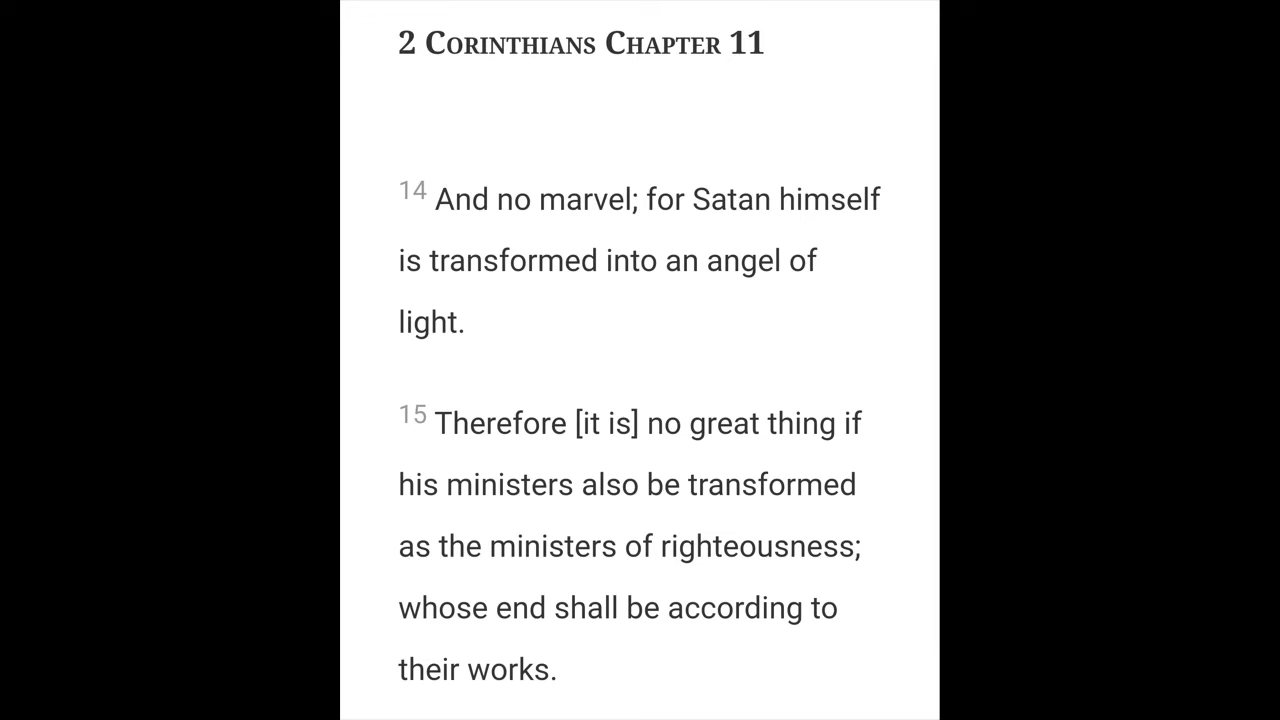 2 Corinthians Chapter 11
14 And no marvel; for Satan himself
is transformed into an angel of
light.
15 Therefore [it is] no great thing if
his ministers also be transformed
as the ministers of righteousness;
whose end shall be according to
their works.